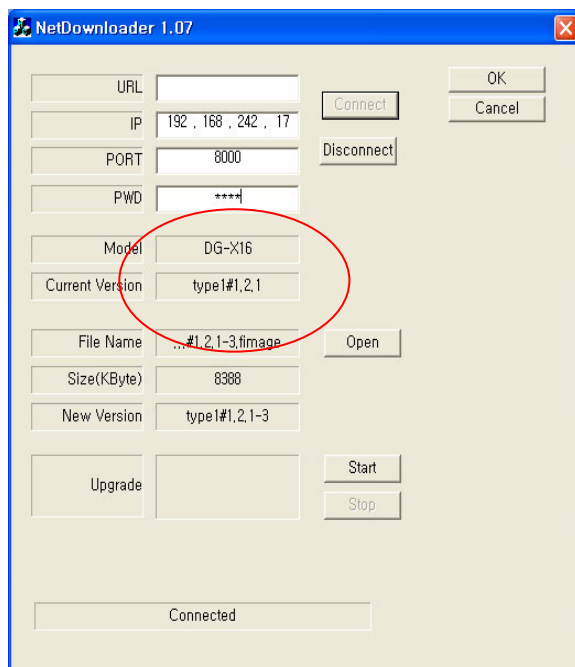 NetDownloader 1.07
URL
OK
Connect
IP 192 . 168 . 242 . 17
Cancel
PORT 8000
Disconnect
PWD ****
Model DG-X16
Current Version type1#1,2,1
File Name ...#1,2,1-3,fimage Open
Size(KByte) 8388
New Version type1#1,2,1-3
Upgrade
Start
Stop
Connected